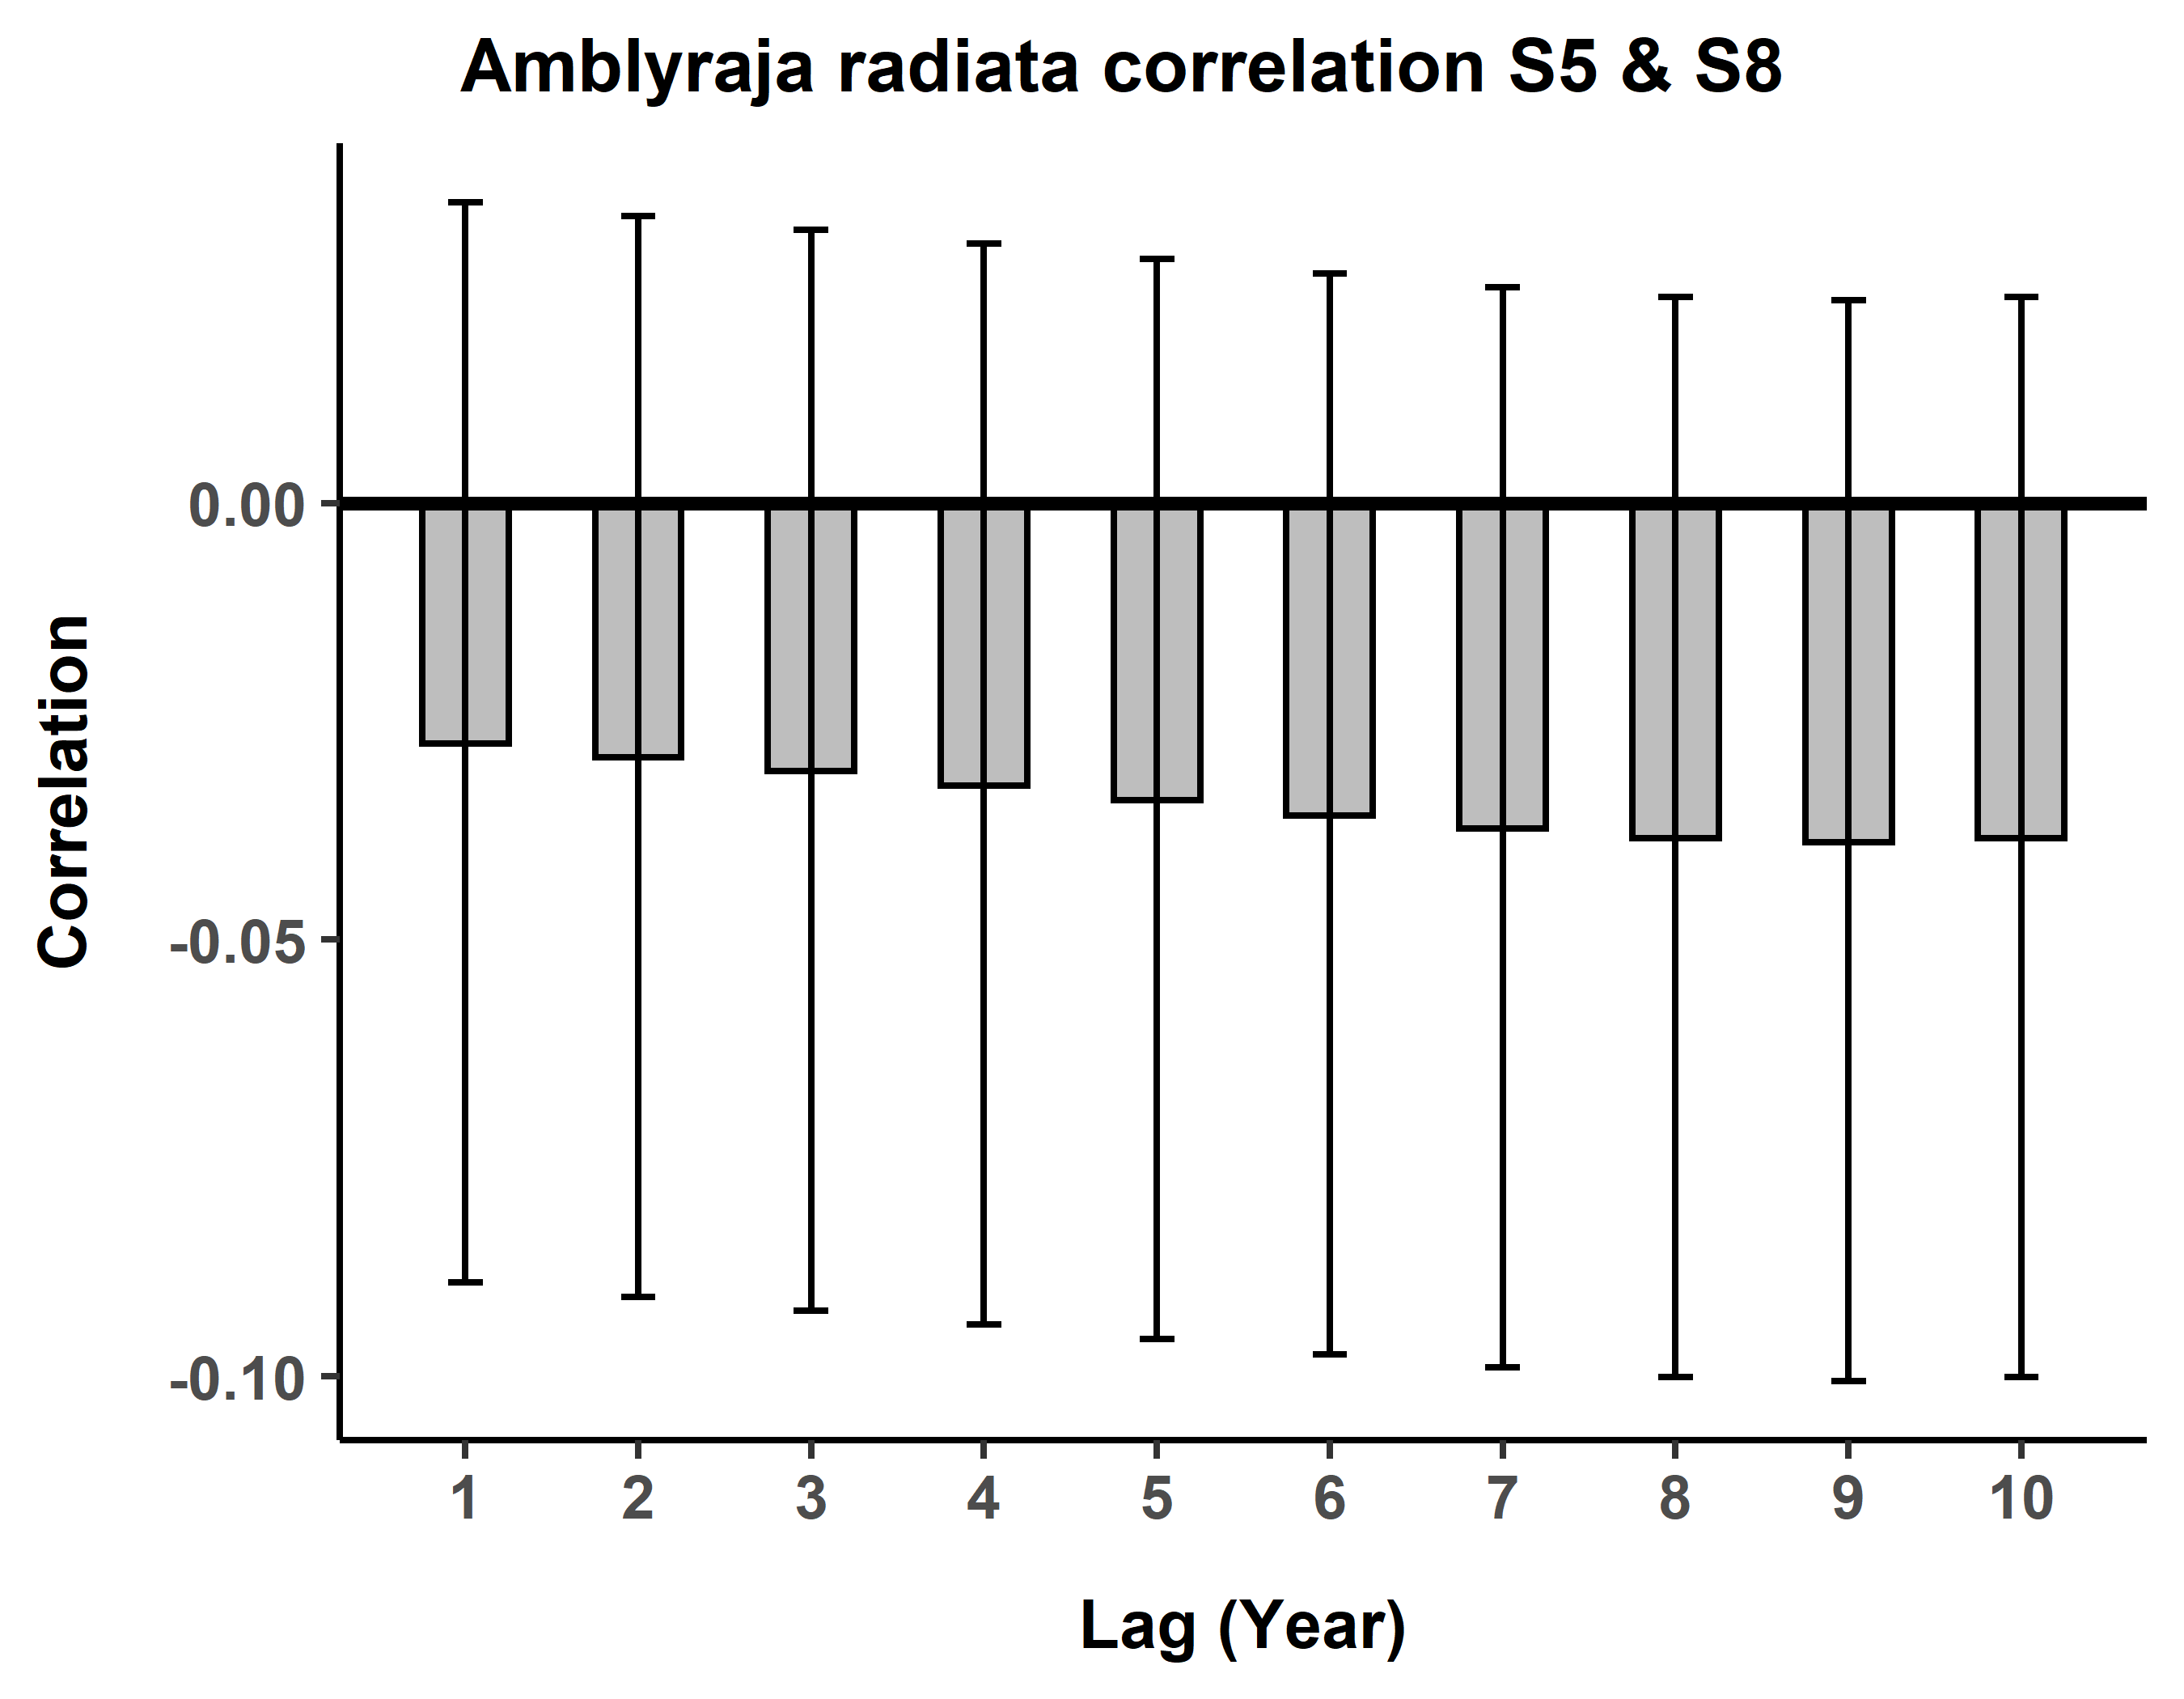 Amblyraja radiata correlation S5 & S8
Correlation
0.00
-0.05
-0.10
1 2 3 4 5 6 7 8 9 10
Lag (Year)